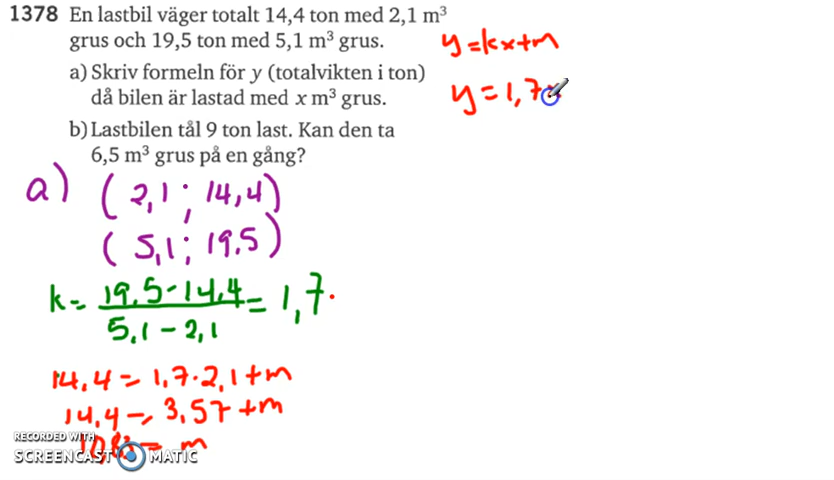 1378 En lastbil väger totalt 14,4 ton med 2,1 m³
grus och 19,5 ton med 5,1 m³ grus.
a) Skriv formeln för y (totalvikten i ton)
då bilen är lastad med x m³ grus.
b) Lastbilen tål 9 ton last. Kan den ta
6,5 m³ grus på en gång?
y=kx+m
y=1,7
a) (2,1; 14,4)
(5,1; 19.5)
k= 19,5-14,4 / 5,1-2,1 = 1,7.
14,4=1,7·2,1+m
14,4=3,57+m
= m
RECORDED WITH
SCREENCAST MATIC